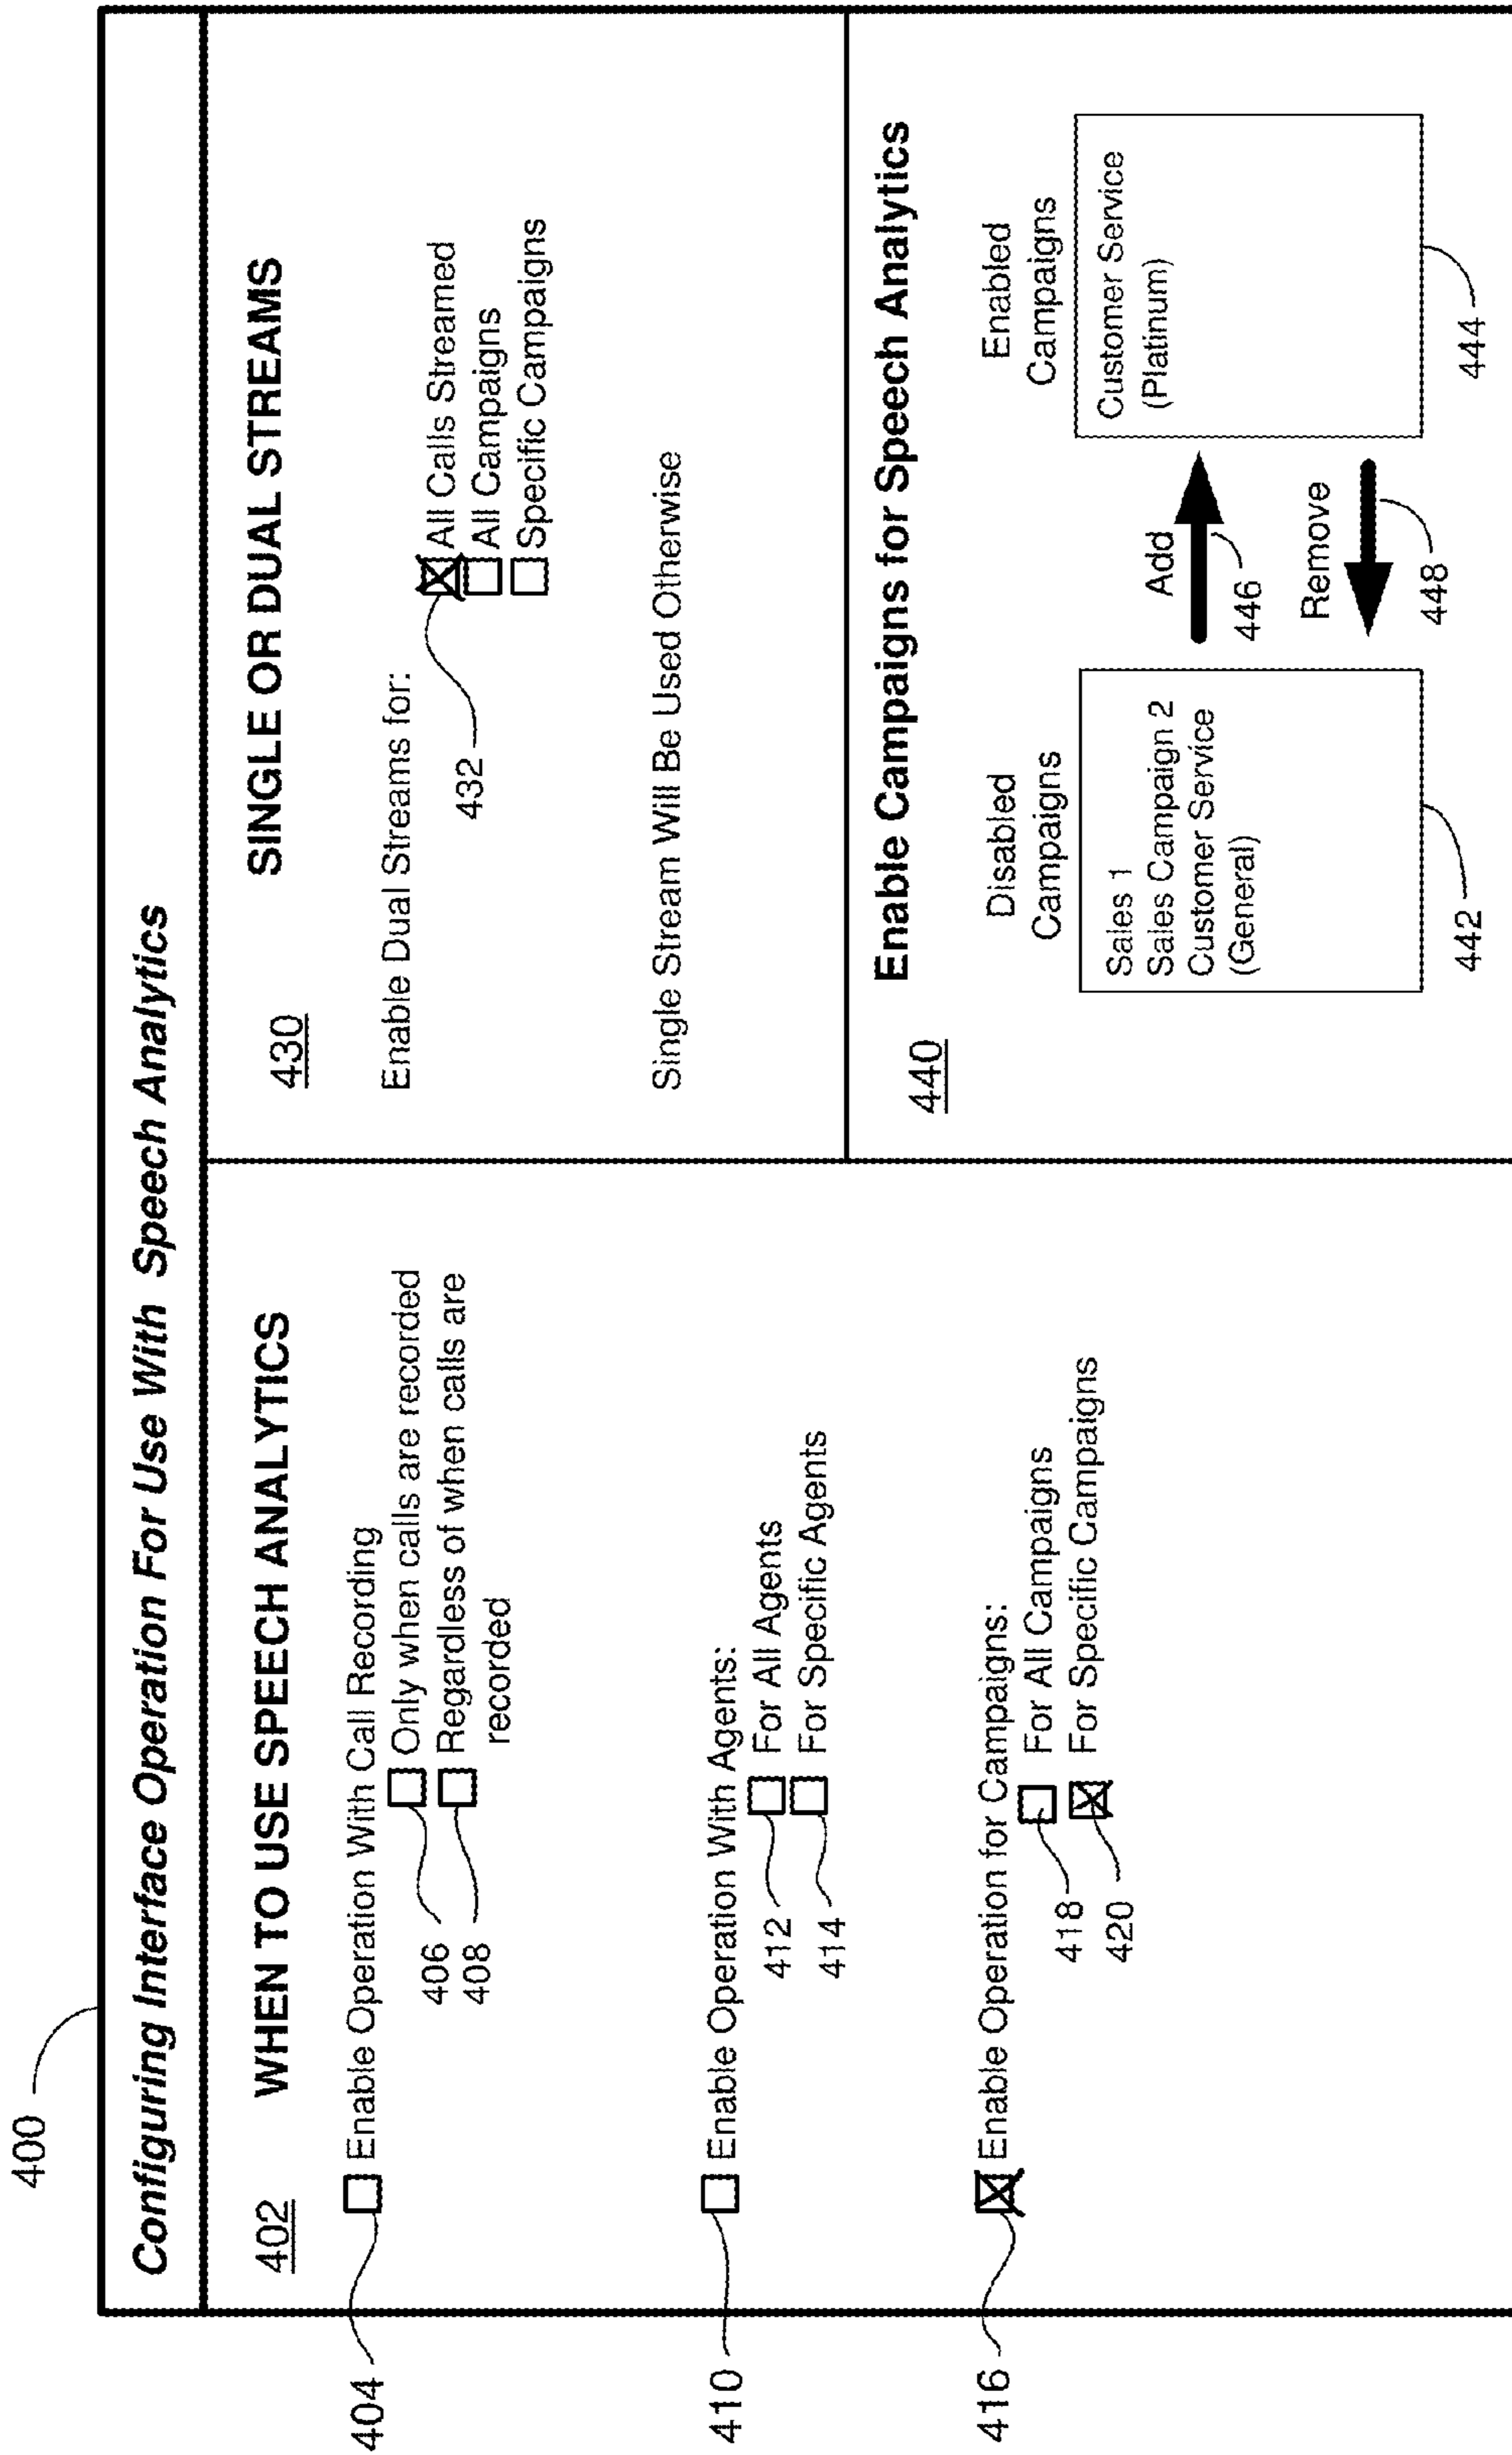 400
Configuring Interface Operation For Use With Speech Analytics
402 WHEN TO USE SPEECH ANALYTICS
404
Enable Operation With Call Recording
406
Only when calls are recorded
408
Regardless of when calls are
recorded
410
Enable Operation With Agents:
412
For All Agents
414
For Specific Agents
416
Enable Operation for Campaigns:
418
For All Campaigns
420
For Specific Campaigns
430 SINGLE OR DUAL STREAMS
Enable Dual Streams for:
432
All Calls Streamed
All Campaigns
Specific Campaigns
Single Stream Will Be Used Otherwise
440
Enable Campaigns for Speech Analytics
Disabled
Campaigns
Sales 1
Sales Campaign 2
Customer Service
(General)
442
Add
446
Remove
448
Enabled
Campaigns
Customer Service
(Platinum)
444